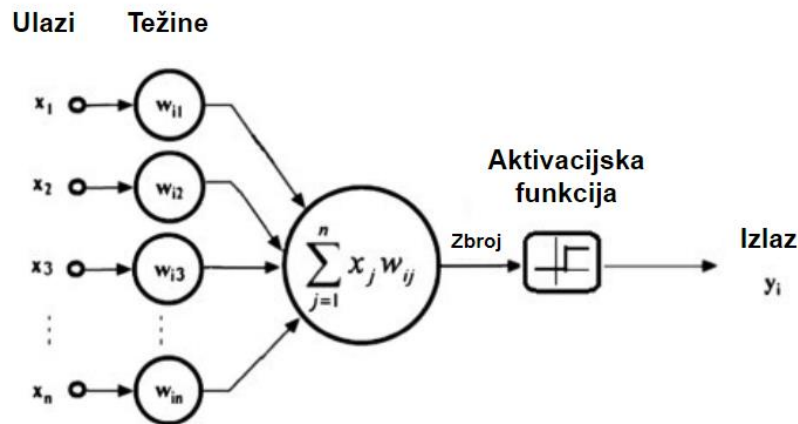 Ulazi Težine
x₁ wᵢ₁
x₂ wᵢ₂
x₃ wᵢ₃
xₙ wᵢₙ
n
∑ xⱼ wᵢⱼ
j=1
Zbroj
Aktivacijska
funkcija
Izlaz
yᵢ